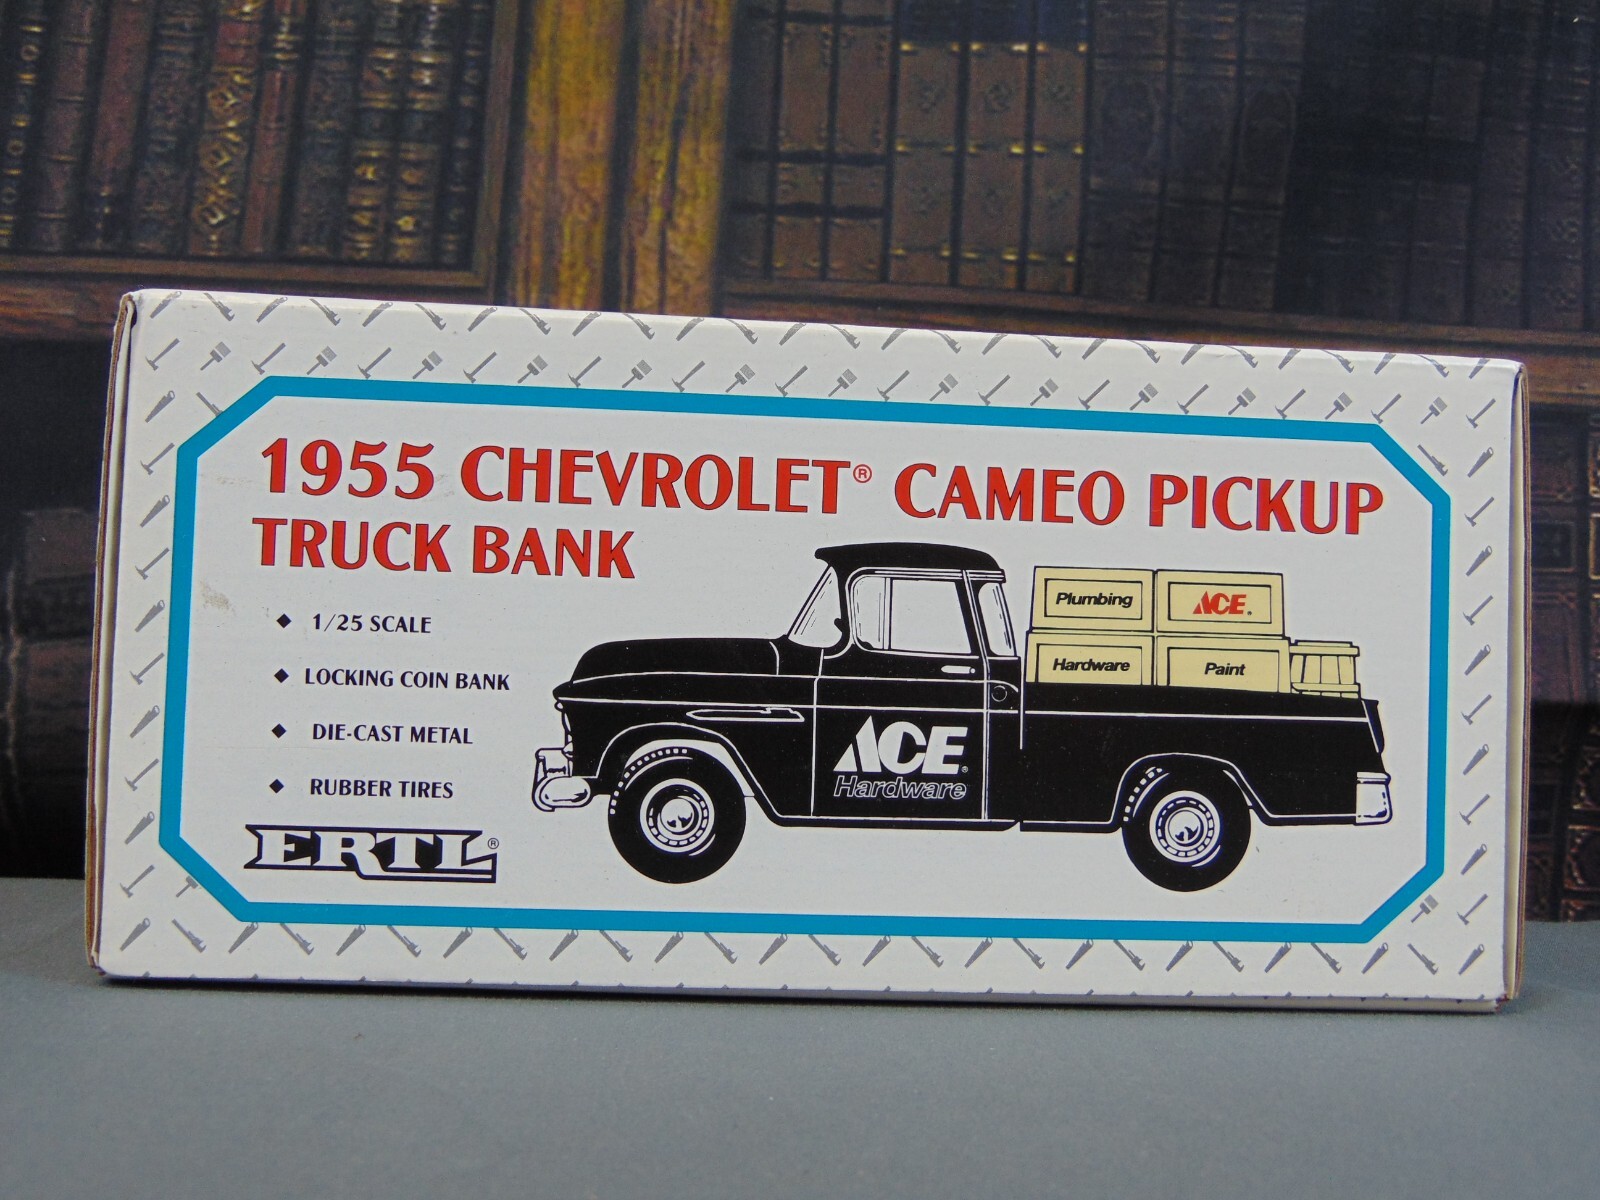 1955 CHEVROLET® CAMEO PICKUP
TRUCK BANK
◆ 1/25 SCALE
◆ LOCKING COIN BANK
◆ DIE-CAST METAL
◆ RUBBER TIRES
ERTL®
Plumbing
ACE®
Hardware
Paint
ACE®
Hardware